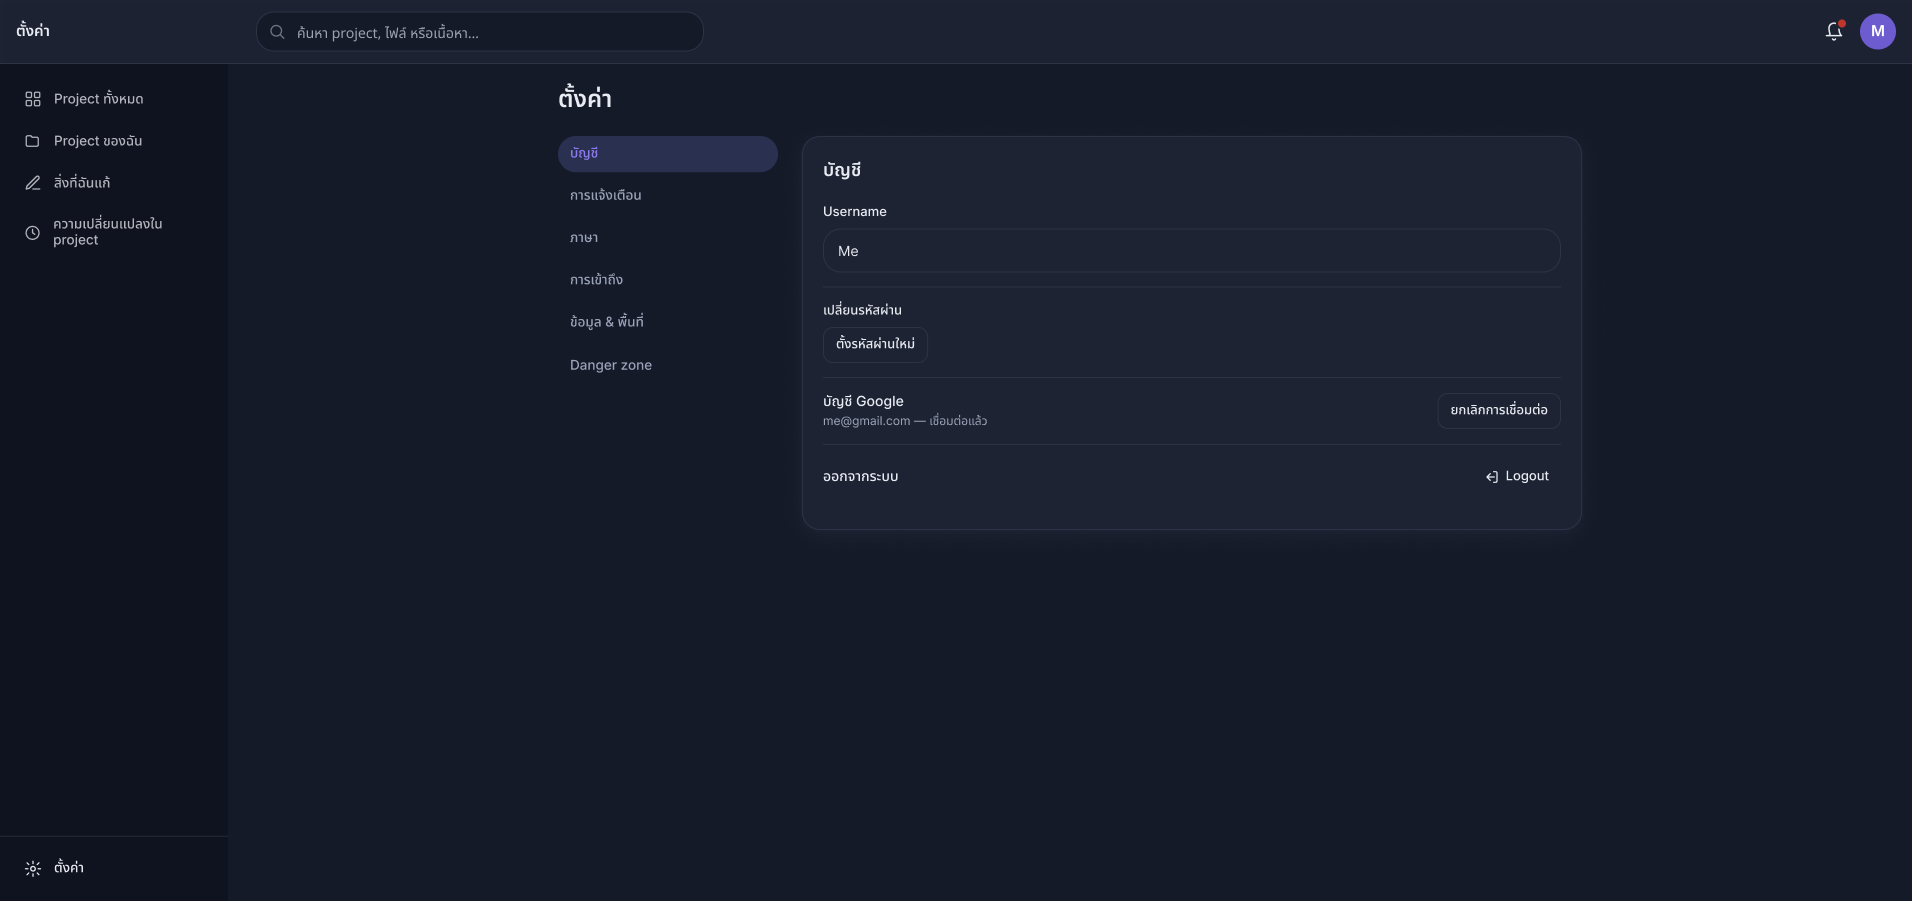 ตั้งค่า
ค้นหา project, ไฟล์ หรือเนื้อหา...
M
Project ทั้งหมด
Project ของฉัน
สิ่งที่ฉันแก้
ความเปลี่ยนแปลงใน
project
ตั้งค่า
ตั้งค่า
บัญชี
การแจ้งเตือน
ภาษา
การเข้าถึง
ข้อมูล & พื้นที่
Danger zone
บัญชี
Username
Me
เปลี่ยนรหัสผ่าน
ตั้งรหัสผ่านใหม่
บัญชี Google
me@gmail.com — เชื่อมต่อแล้ว
ยกเลิกการเชื่อมต่อ
ออกจากระบบ
Logout